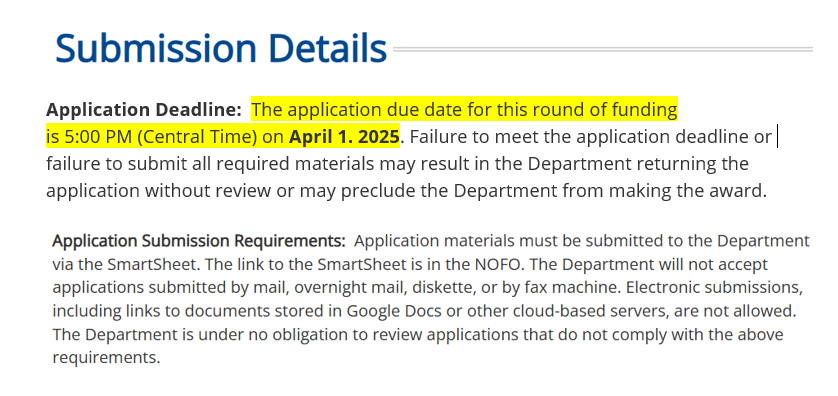 Submission Details
Application Deadline: The application due date for this round of funding
is 5:00 PM (Central Time) on April 1. 2025. Failure to meet the application deadline or
failure to submit all required materials may result in the Department returning the
application without review or may preclude the Department from making the award.
Application Submission Requirements: Application materials must be submitted to the Department
via the SmartSheet. The link to the SmartSheet is in the NOFO. The Department will not accept
applications submitted by mail, overnight mail, diskette, or by fax machine. Electronic submissions,
including links to documents stored in Google Docs or other cloud-based servers, are not allowed.
The Department is under no obligation to review applications that do not comply with the above
requirements.